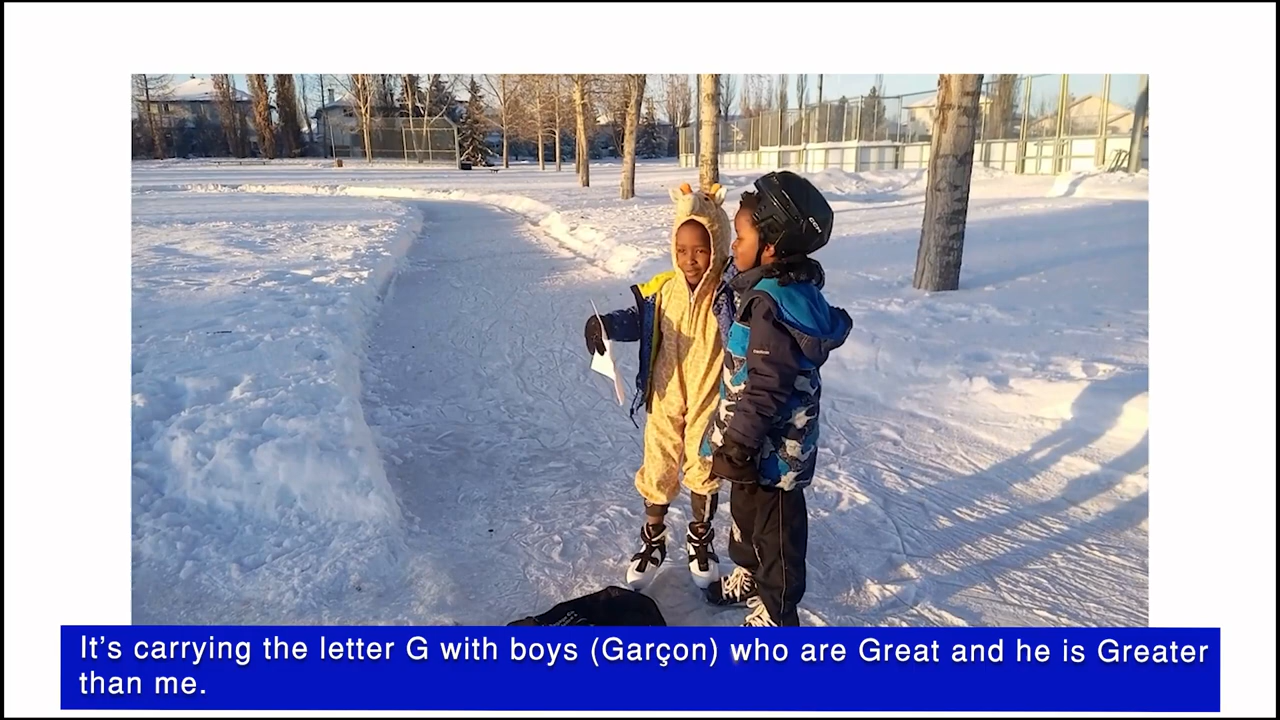 It's carrying the letter G with boys (Garçon) who are Great and he is Greater
than me.